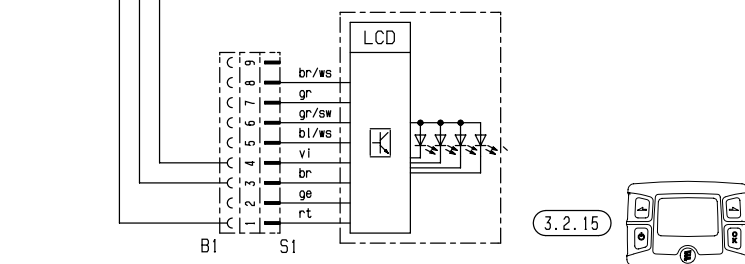 LCD
9
8 br/ws
7 gr
6 gr/sw
5 bl/ws
4 vi
3 br
2 ge
1 rt
B1 S1
3.2.15
OK